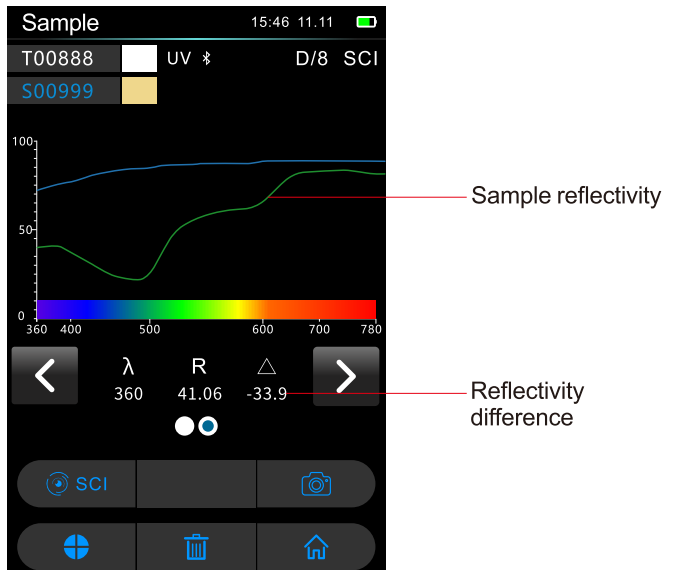 Sample 15:46 11.11
T00888 UV D/8 SCI
S00999
100
Sample reflectivity
50
0
360 400 500 600 700 780
λ R △
360 41.06 -33.9
Reflectivity
difference
SCI